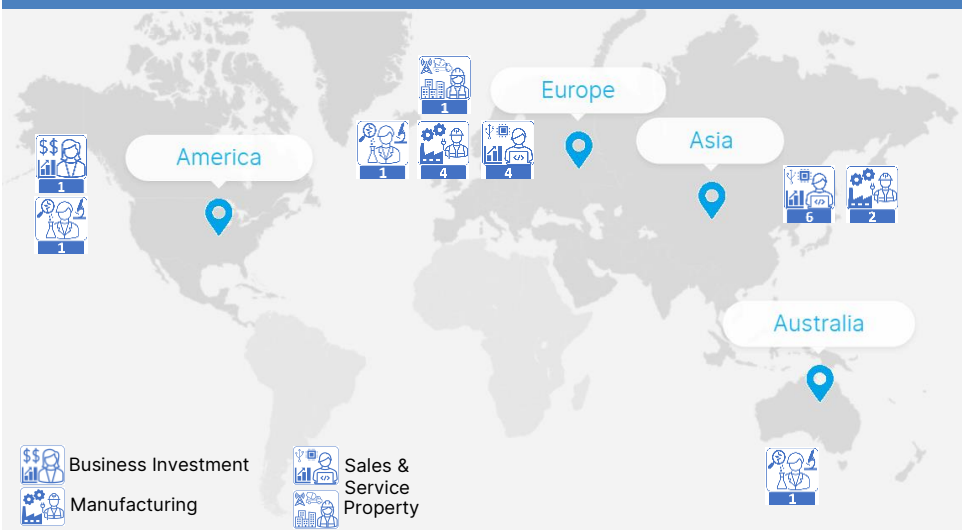 Europe
1
Asia
America
$$
1
1
4
4
6
2
1
Australia
$$
Business Investment
Sales &
Service
Manufacturing
Property
1